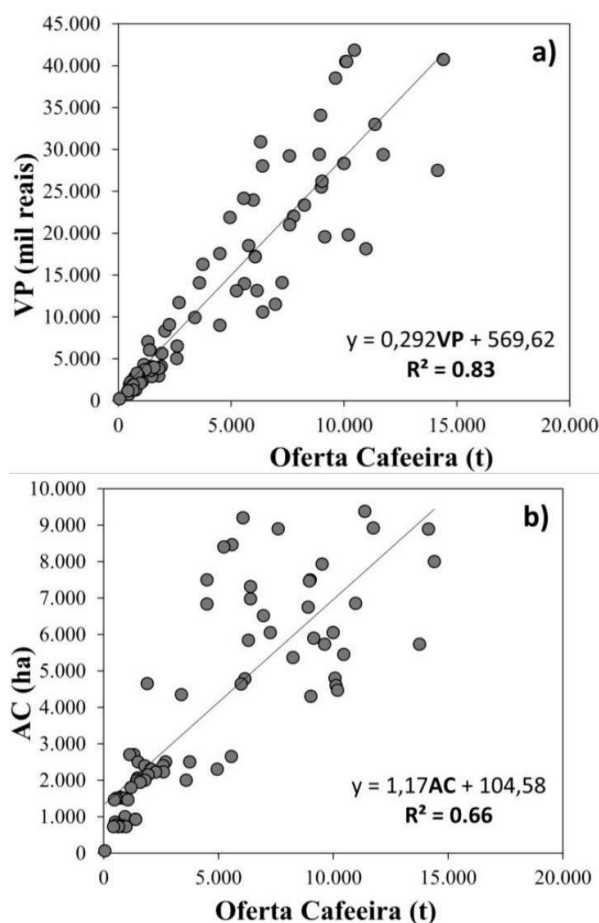 a)
45.000
40.000
35.000
30.000
25.000
20.000
15.000
10.000
5.000
0
VP (mil reais)
y = 0,292VP + 569,62
R² = 0.83
0 5.000 10.000 15.000 20.000
Oferta Cafeeira (t)
b)
10.000
9.000
8.000
7.000
6.000
5.000
4.000
3.000
2.000
1.000
0
AC (ha)
y = 1,17AC + 104,58
R² = 0.66
0 5.000 10.000 15.000 20.000
Oferta Cafeeira (t)